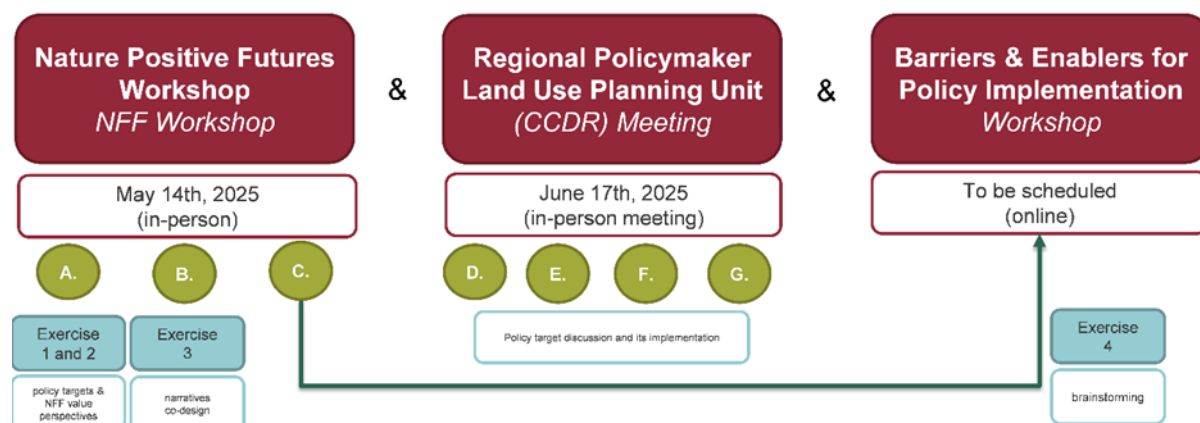 Nature Positive Futures
Workshop
NFF Workshop
&
Regional Policymaker
Land Use Planning Unit
(CCDR) Meeting
&
Barriers & Enablers for
Policy Implementation
Workshop
May 14th, 2025
(in-person)
June 17th, 2025
(in-person meeting)
To be scheduled
(online)
A.
B.
C.
D.
E.
F.
G.
Exercise
1 and 2
policy targets &
NFF value
perspectives
Exercise
3
narratives
co-design
Policy target discussion and its implementation
Exercise
4
brainstorming